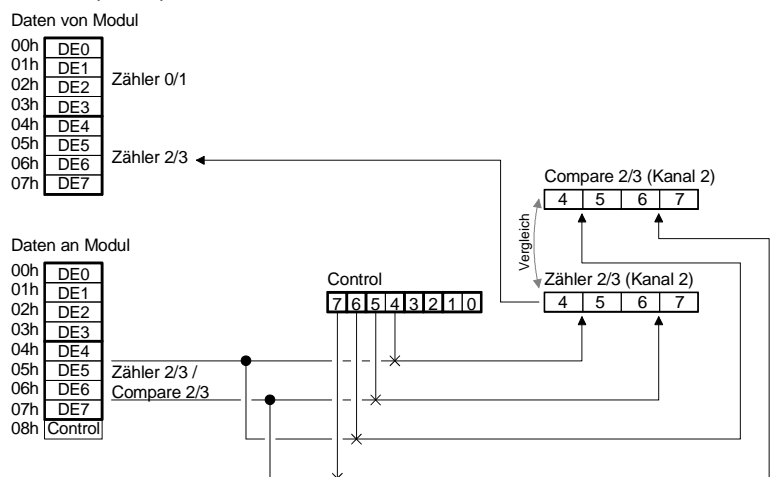 Daten von Modul
00h DE0
01h DE1
02h DE2
03h DE3
Zähler 0/1
04h DE4
05h DE5
06h DE6
07h DE7
Zähler 2/3
Compare 2/3 (Kanal 2)
4 5 6 7
Vergleich
Zähler 2/3 (Kanal 2)
4 5 6 7
Control
7 6 5 4 3 2 1 0
Daten an Modul
00h DE0
01h DE1
02h DE2
03h DE3
04h DE4
05h DE5
06h DE6
07h DE7
08h Control
Zähler 2/3 /
Compare 2/3